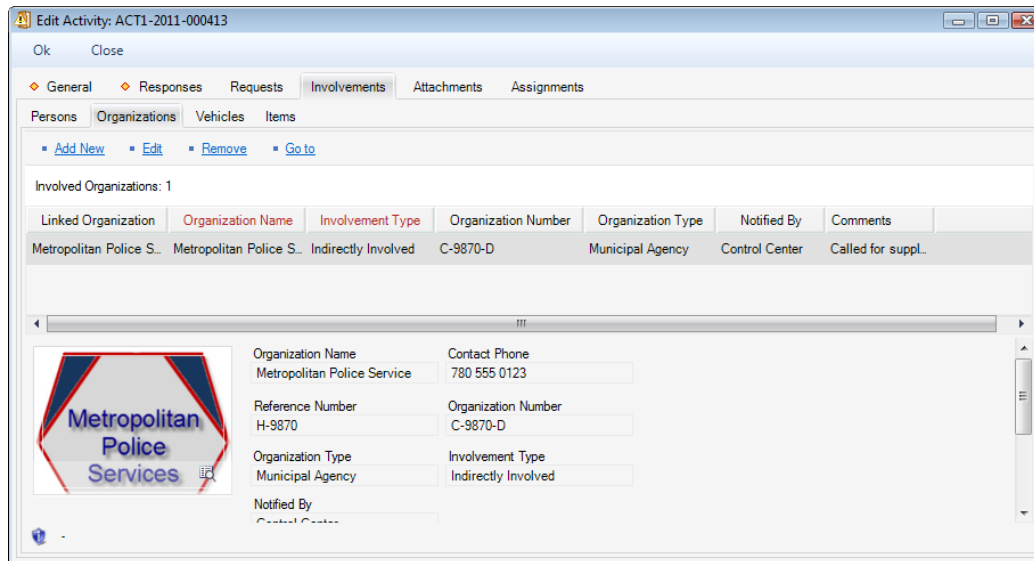 Edit Activity: ACT1-2011-000413
Ok Close
General Responses Requests Involvements Attachments Assignments
Persons Organizations Vehicles Items
Add New Edit Remove Go to
Involved Organizations: 1
Linked Organization Organization Name Involvement Type Organization Number Organization Type Notified By Comments
Metropolitan Police S... Metropolitan Police S... Indirectly Involved C-9870-D Municipal Agency Control Center Called for suppl...
Organization Name Contact Phone
Metropolitan Police Service 780 555 0123
Reference Number Organization Number
H-9870 C-9870-D
Organization Type Involvement Type
Municipal Agency Indirectly Involved
Notified By
Control Center
Metropolitan
Police
Services
-